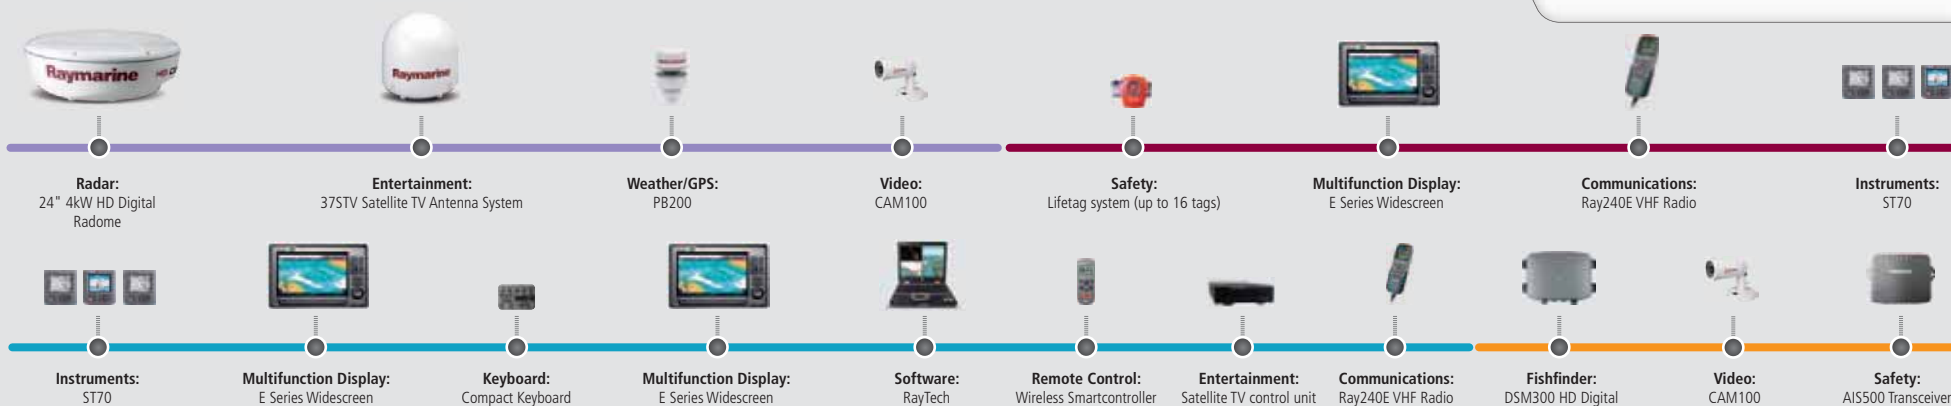 Raymarine HD
Raymarine
Radar:
24" 4kW HD Digital
Radome
Entertainment:
37STV Satellite TV Antenna System
Weather/GPS:
PB200
Video:
CAM100
Safety:
Lifetag system (up to 16 tags)
Multifunction Display:
E Series Widescreen
Communications:
Ray240E VHF Radio
Instruments:
ST70
Instruments:
ST70
Multifunction Display:
E Series Widescreen
Keyboard:
Compact Keyboard
Multifunction Display:
E Series Widescreen
Software:
RayTech
Remote Control:
Wireless Smartcontroller
Entertainment:
Satellite TV control unit
Communications:
Ray240E VHF Radio
Fishfinder:
DSM300 HD Digital
Video:
CAM100
Safety:
AIS500 Transceiver